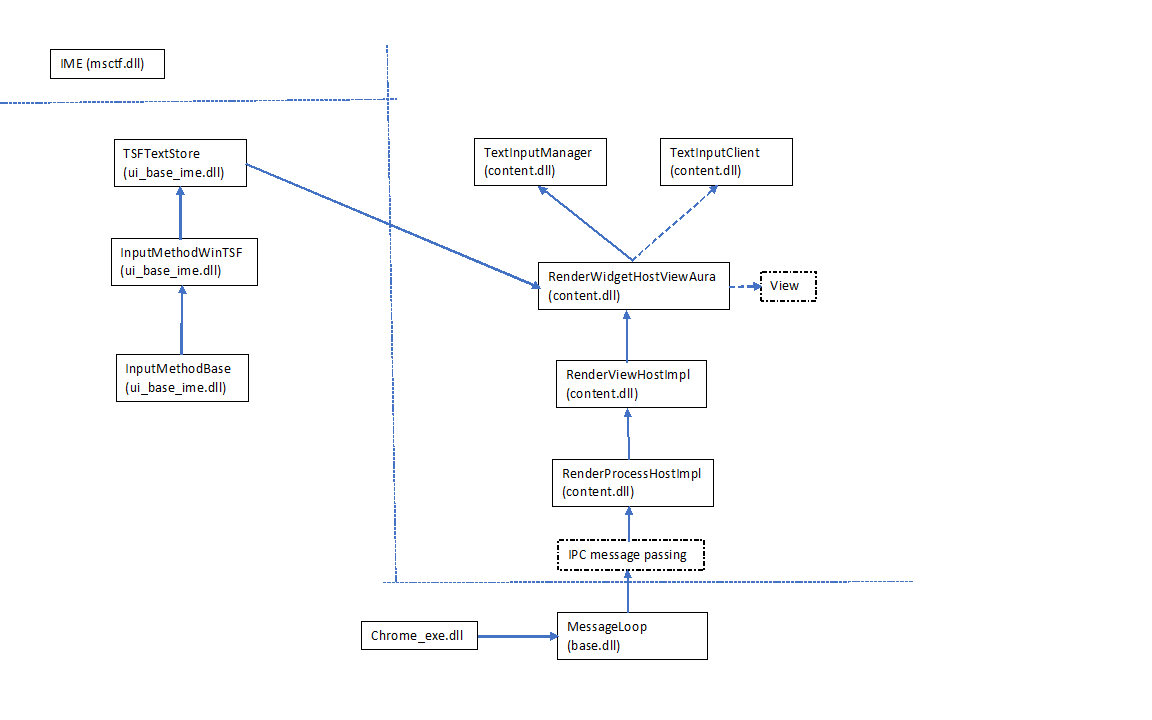 IME (msctf.dll)
TSFTextStore
(ui_base_ime.dll)
TextInputManager
(content.dll)
TextInputClient
(content.dll)
InputMethodWinTSF
(ui_base_ime.dll)
RenderWidgetHostViewAura
(content.dll)
View
InputMethodBase
(ui_base_ime.dll)
RenderViewHostImpl
(content.dll)
RenderProcessHostImpl
(content.dll)
IPC message passing
Chrome_exe.dll
MessageLoop
(base.dll)